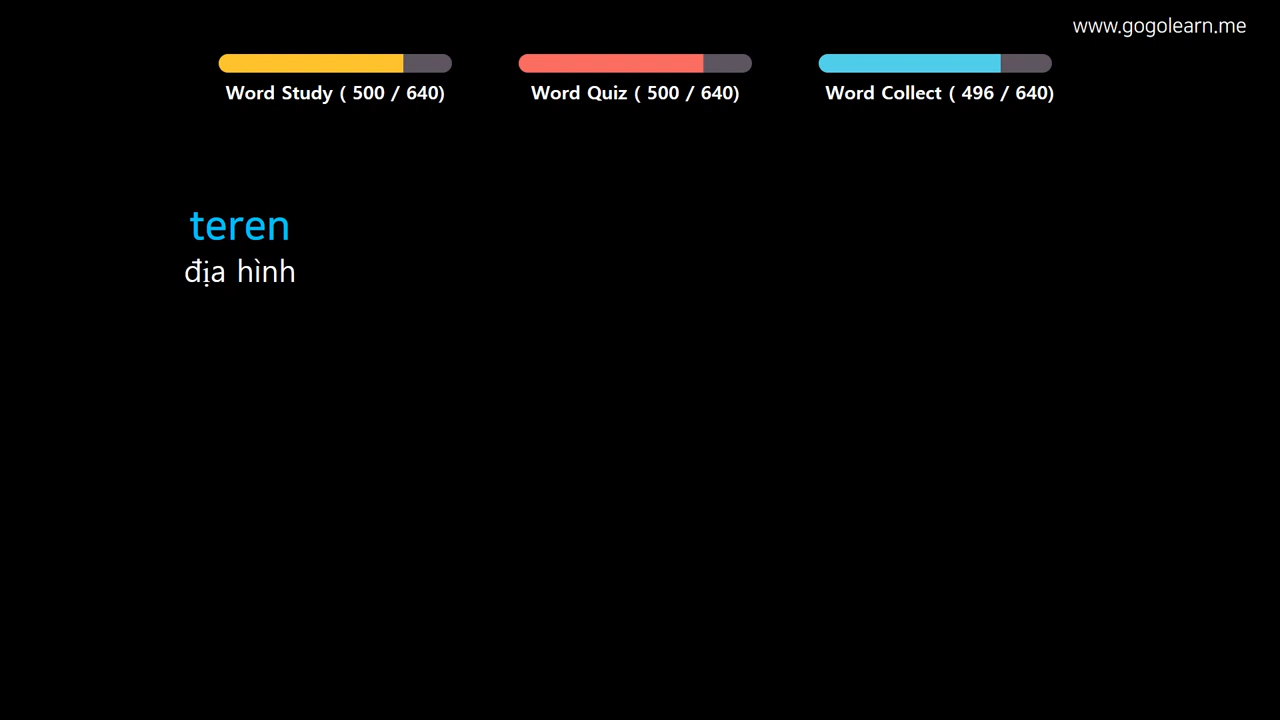 www.gogolearn.me
Word Study ( 500 / 640)
Word Quiz ( 500 / 640)
Word Collect ( 496 / 640)
teren
địa hình